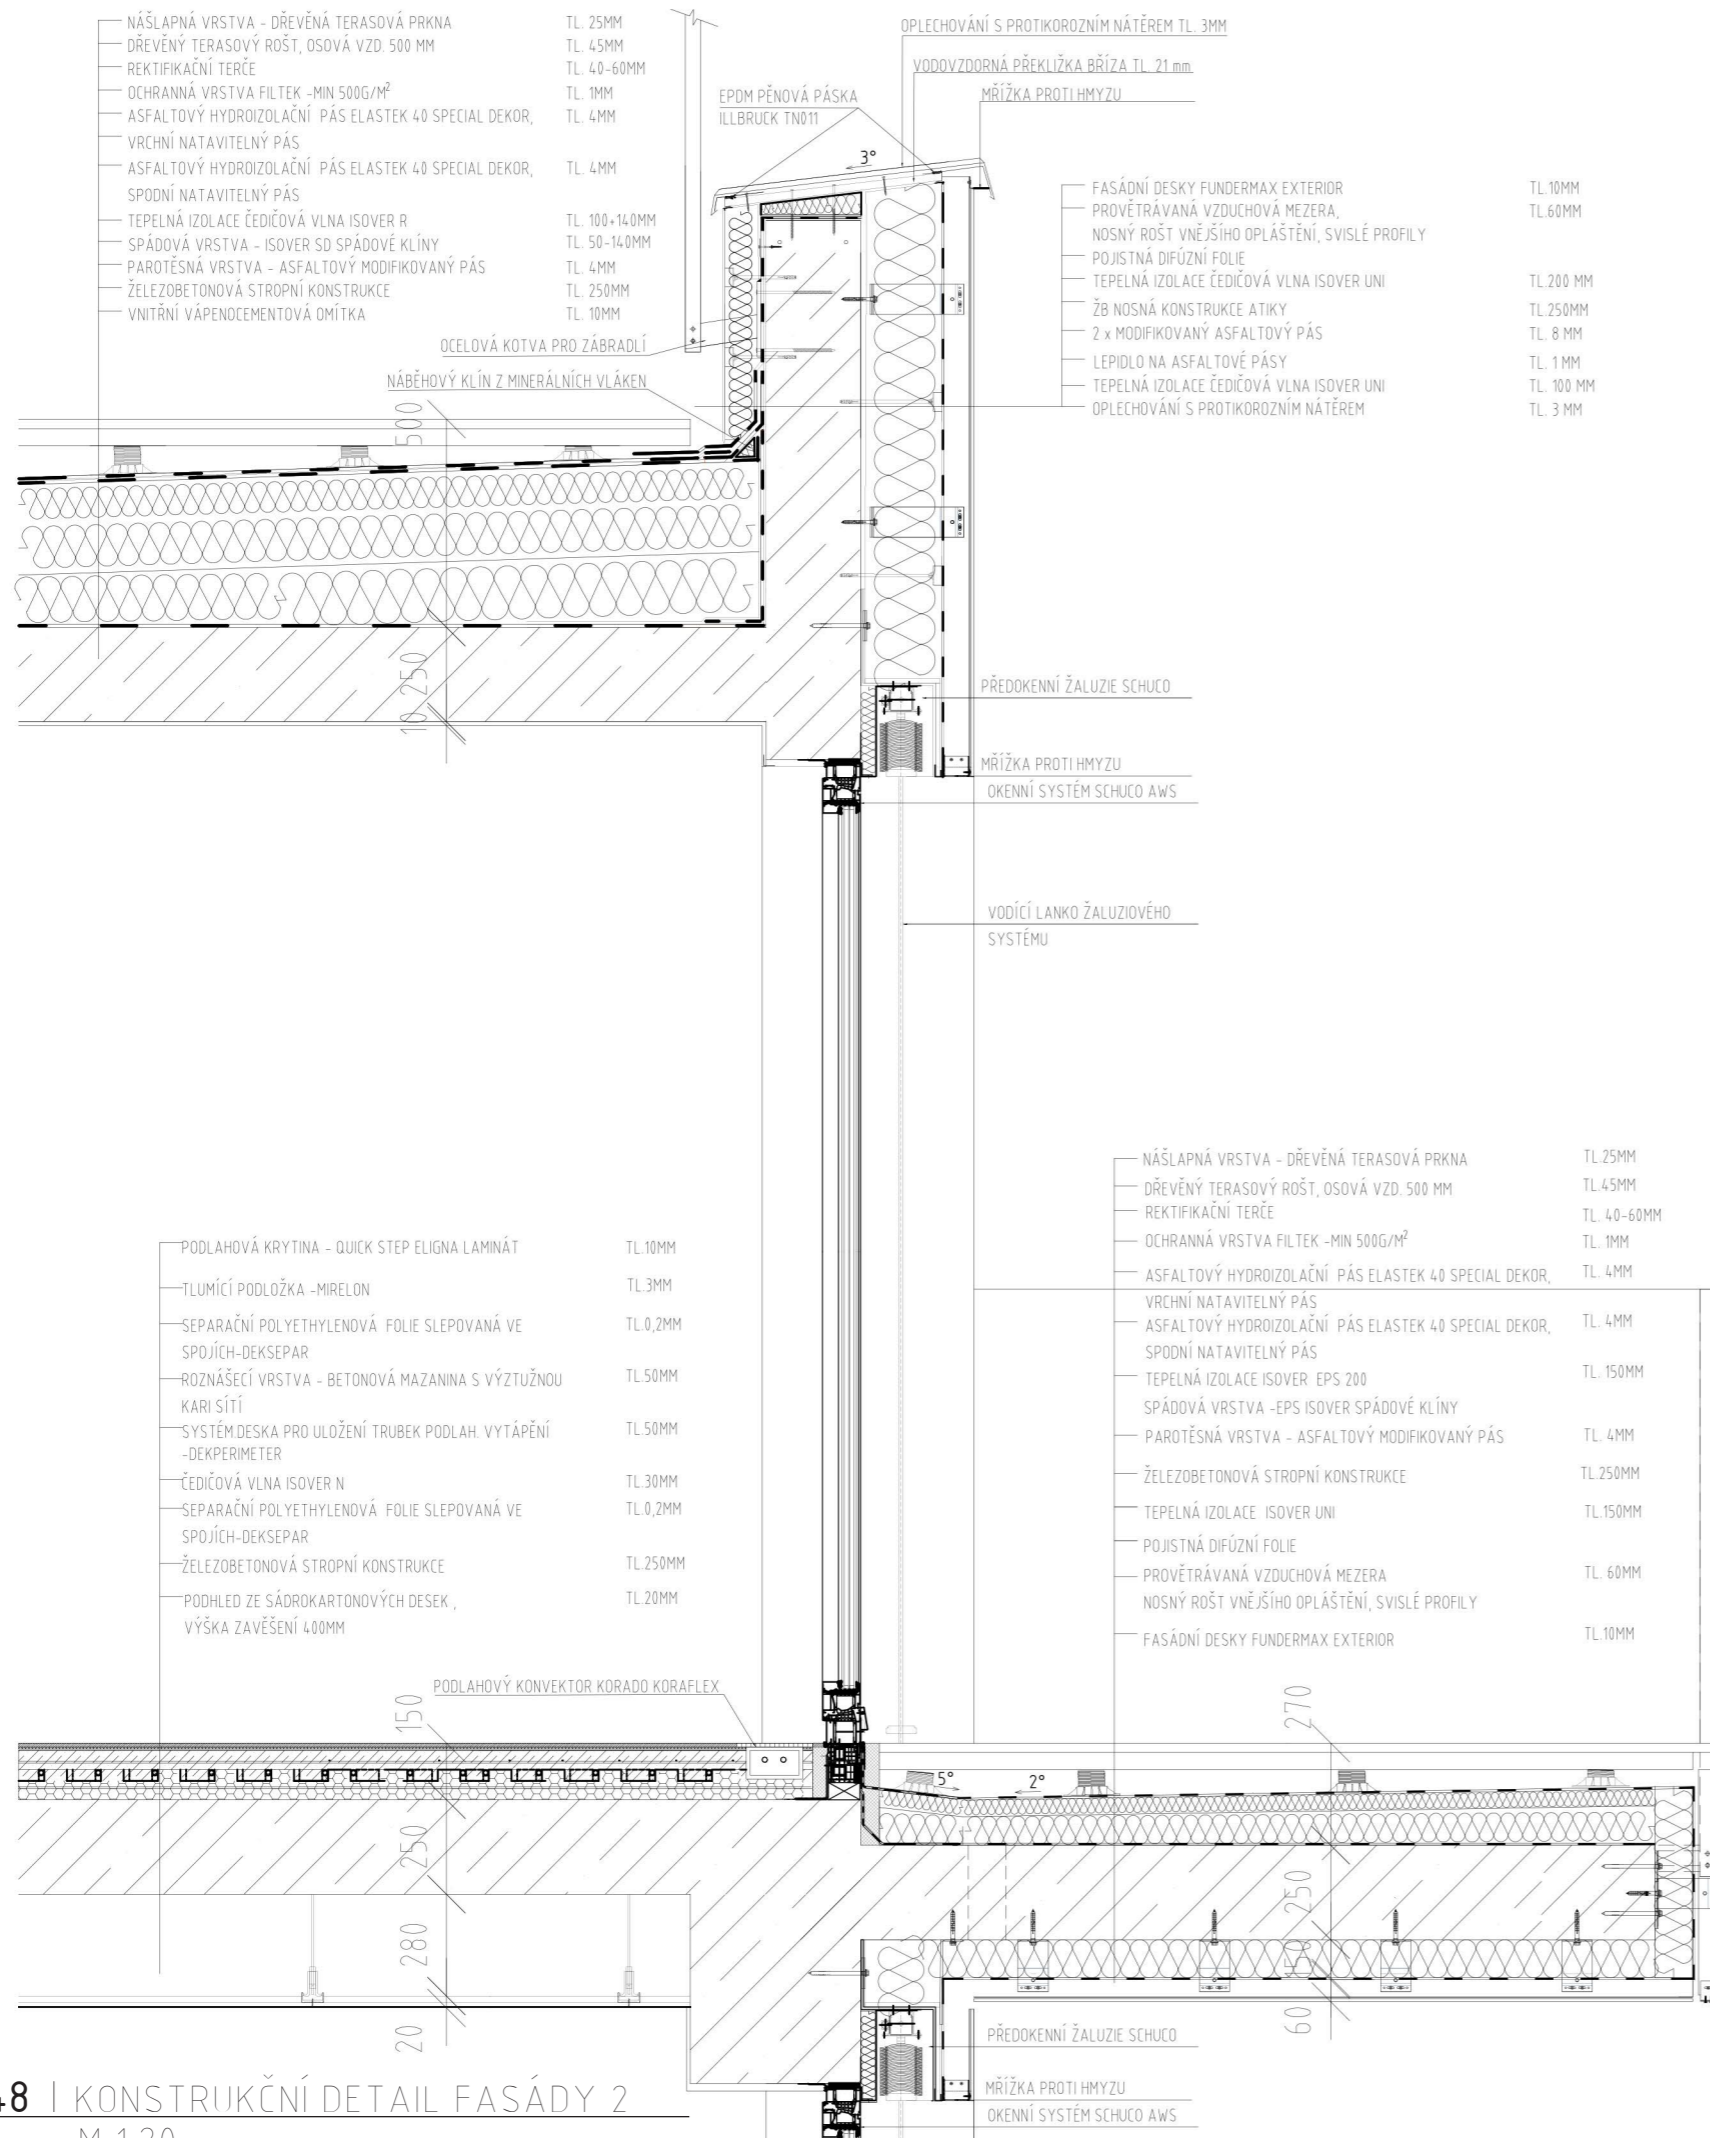 NÁŠLAPNÁ VRSTVA - DŘEVĚNÁ TERASOVÁ PRKNA TL. 25MM
DŘEVĚNÝ TERASOVÝ ROŠT, OSOVÁ VZD. 500 MM TL. 45MM
REKTIFIKAČNÍ TERČE TL. 40-60MM
OCHRANNÁ VRSTVA FILTEK -MIN 500G/M² TL. 1MM
ASFALTOVÝ HYDROIZOLAČNÍ PÁS ELASTEK 40 SPECIAL DEKOR, TL. 4MM
VRCHNÍ NATAVITELNÝ PÁS
ASFALTOVÝ HYDROIZOLAČNÍ PÁS ELASTEK 40 SPECIAL DEKOR, TL. 4MM
SPODNÍ NATAVITELNÝ PÁS
TEPELNÁ IZOLACE ČEDIČOVÁ VLNA ISOVER R TL. 100+140MM
SPÁDOVÁ VRSTVA - ISOVER SD SPÁDOVÉ KLÍNY TL. 50-140MM
PAROTĚSNÁ VRSTVA - ASFALTOVÝ MODIFIKOVANÝ PÁS TL. 4MM
ŽELEZOBETONOVÁ STROPNÍ KONSTRUKCE TL. 250MM
VNITŘNÍ VÁPENOCEMENTOVÁ OMÍTKA TL. 10MM
OCELOVÁ KOTVA PRO ZÁBRADLÍ
NÁBĚHOVÝ KLÍN Z MINERÁLNÍCH VLÁKEN
OPLECHOVÁNÍ S PROTIKOROZNÍM NÁTĚREM TL. 3MM
VODOVZDORNÁ PŘEKLIŽKA BŘÍZA TL. 21 mm
MŘÍŽKA PROTI HMYZU
EPDM PĚNOVÁ PÁSKA
ILLBRUCK TN011
3°
FASÁDNÍ DESKY FUNDERMAX EXTERIOR TL.10MM
PROVĚTRÁVANÁ VZDUCHOVÁ MEZERA, TL.60MM
NOSNÝ ROŠT VNĚJŠÍHO OPLÁŠTĚNÍ, SVISLÉ PROFILY
POJISTNÁ DIFÚZNÍ FOLIE
TEPELNÁ IZOLACE ČEDIČOVÁ VLNA ISOVER UNI TL.200 MM
ŽB NOSNÁ KONSTRUKCE ATIKY TL.250MM
2 x MODIFIKOVANÝ ASFALTOVÝ PÁS TL. 8 MM
LEPIDLO NA ASFALTOVÉ PÁSY TL. 1 MM
TEPELNÁ IZOLACE ČEDIČOVÁ VLNA ISOVER UNI TL. 100 MM
OPLECHOVÁNÍ S PROTIKOROZNÍM NÁTĚREM TL. 3 MM
500
250
10
PŘEDOKENNÍ ŽALUZIE SCHUCO
MŘÍŽKA PROTI HMYZU
OKENNÍ SYSTÉM SCHUCO AWS
VODÍCÍ LANKO ŽALUZIOVÉHO
SYSTÉMU
PODLAHOVÁ KRYTINA - QUICK STEP ELIGNA LAMINÁT TL.10MM
TLUMÍCÍ PODLOŽKA -MIRELON TL.3MM
SEPARAČNÍ POLYETHYLENOVÁ FOLIE SLEPOVANÁ VE TL.0,2MM
SPOJÍCH-DEKSEPAR
ROZNÁŠECÍ VRSTVA - BETONOVÁ MAZANINA S VÝZTUŽNOU TL.50MM
KARI SÍTÍ
SYSTÉM.DESKA PRO ULOŽENÍ TRUBEK PODLAH. VYTÁPĚNÍ TL.50MM
-DEKPERIMETER
ČEDIČOVÁ VLNA ISOVER N TL.30MM
SEPARAČNÍ POLYETHYLENOVÁ FOLIE SLEPOVANÁ VE TL.0,2MM
SPOJÍCH-DEKSEPAR
ŽELEZOBETONOVÁ STROPNÍ KONSTRUKCE TL.250MM
PODHLED ZE SÁDROKARTONOVÝCH DESEK , TL.20MM
VÝŠKA ZAVĚŠENÍ 400MM
PODLAHOVÝ KONVEKTOR KORADO KORAFLEX
NÁŠLAPNÁ VRSTVA - DŘEVĚNÁ TERASOVÁ PRKNA TL.25MM
DŘEVĚNÝ TERASOVÝ ROŠT, OSOVÁ VZD. 500 MM TL.45MM
REKTIFIKAČNÍ TERČE TL. 40-60MM
OCHRANNÁ VRSTVA FILTEK -MIN 500G/M² TL. 1MM
ASFALTOVÝ HYDROIZOLAČNÍ PÁS ELASTEK 40 SPECIAL DEKOR, TL. 4MM
VRCHNÍ NATAVITELNÝ PÁS
ASFALTOVÝ HYDROIZOLAČNÍ PÁS ELASTEK 40 SPECIAL DEKOR, TL. 4MM
SPODNÍ NATAVITELNÝ PÁS
TEPELNÁ IZOLACE ISOVER EPS 200 TL. 150MM
SPÁDOVÁ VRSTVA -EPS ISOVER SPÁDOVÉ KLÍNY
PAROTĚSNÁ VRSTVA - ASFALTOVÝ MODIFIKOVANÝ PÁS TL. 4MM
ŽELEZOBETONOVÁ STROPNÍ KONSTRUKCE TL.250MM
TEPELNÁ IZOLACE ISOVER UNI TL.150MM
POJISTNÁ DIFÚZNÍ FOLIE
PROVĚTRÁVANÁ VZDUCHOVÁ MEZERA TL. 60MM
NOSNÝ ROŠT VNĚJŠÍHO OPLÁŠTĚNÍ, SVISLÉ PROFILY
FASÁDNÍ DESKY FUNDERMAX EXTERIOR TL.10MM
150
250
280
20
5°
2°
270
250
150
60
PŘEDOKENNÍ ŽALUZIE SCHUCO
MŘÍŽKA PROTI HMYZU
OKENNÍ SYSTÉM SCHUCO AWS
48 | KONSTRUKČNÍ DETAIL FASÁDY 2
M 1:20